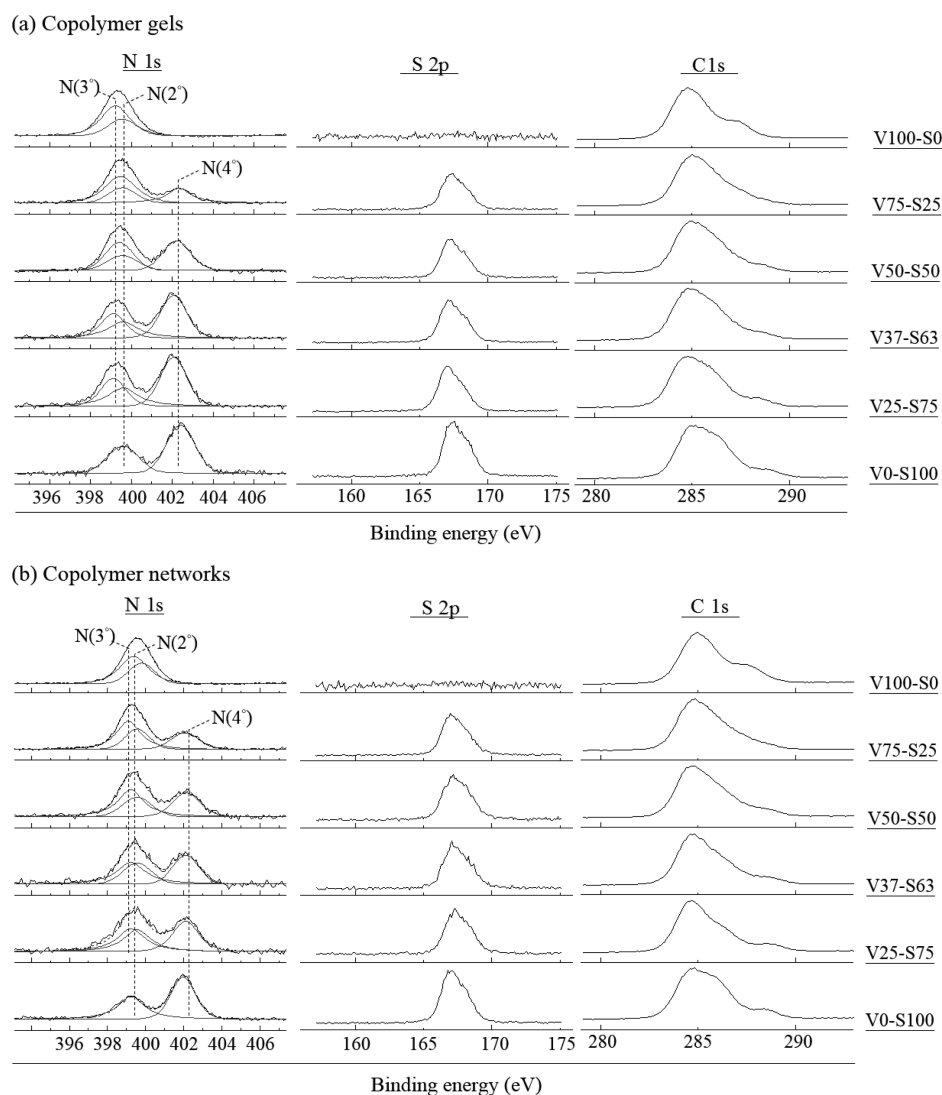 (a) Copolymer gels
N 1s
S 2p
C1s
N(3°)
N(2°)
V100-S0
N(4°)
V75-S25
V50-S50
V37-S63
V25-S75
V0-S100
396 398 400 402 404 406
160 165 170 175
280 285 290
Binding energy (eV)
(b) Copolymer networks
N 1s
S 2p
C 1s
N(3°)
N(2°)
V100-S0
N(4°)
V75-S25
V50-S50
V37-S63
V25-S75
V0-S100
396 398 400 402 404 406
160 165 170 175
280 285 290
Binding energy (eV)